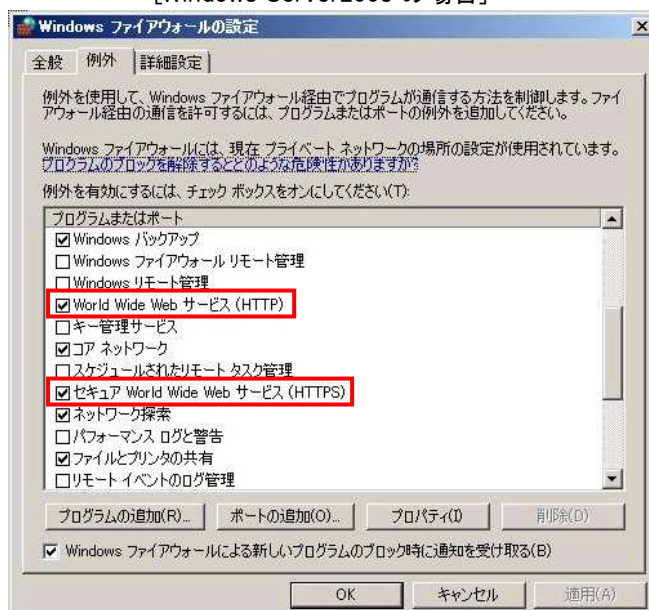 Windows ファイアウォールの設定
全般
例外
詳細設定
例外を使用して、Windows ファイアウォール経由でプログラムが通信する方法を制御します。ファイ
アウォール経由の通信を許可するには、プログラムまたはポートの例外を追加してください。
Windows ファイアウォールには、現在 プライベート ネットワークの場所の設定が使用されています。
プログラムのブロックを解除するとどのような危険性がありますか?
例外を有効にするには、チェック ボックスをオンにしてください(T):
プログラムまたはポート
Windows バックアップ
Windows ファイアウォール リモート管理
Windows リモート管理
World Wide Web サービス (HTTP)
キー管理サービス
コア ネットワーク
スケジュールされたリモート タスク管理
セキュア World Wide Web サービス (HTTPS)
ネットワーク探索
パフォーマンス ログと警告
ファイルとプリンタの共有
リモート イベントのログ管理
プログラムの追加(R)...
ポートの追加(O)...
プロパティ(I)
削除(D)
Windows ファイアウォールによる新しいプログラムのブロック時に通知を受け取る(B)
OK
キャンセル
適用(A)